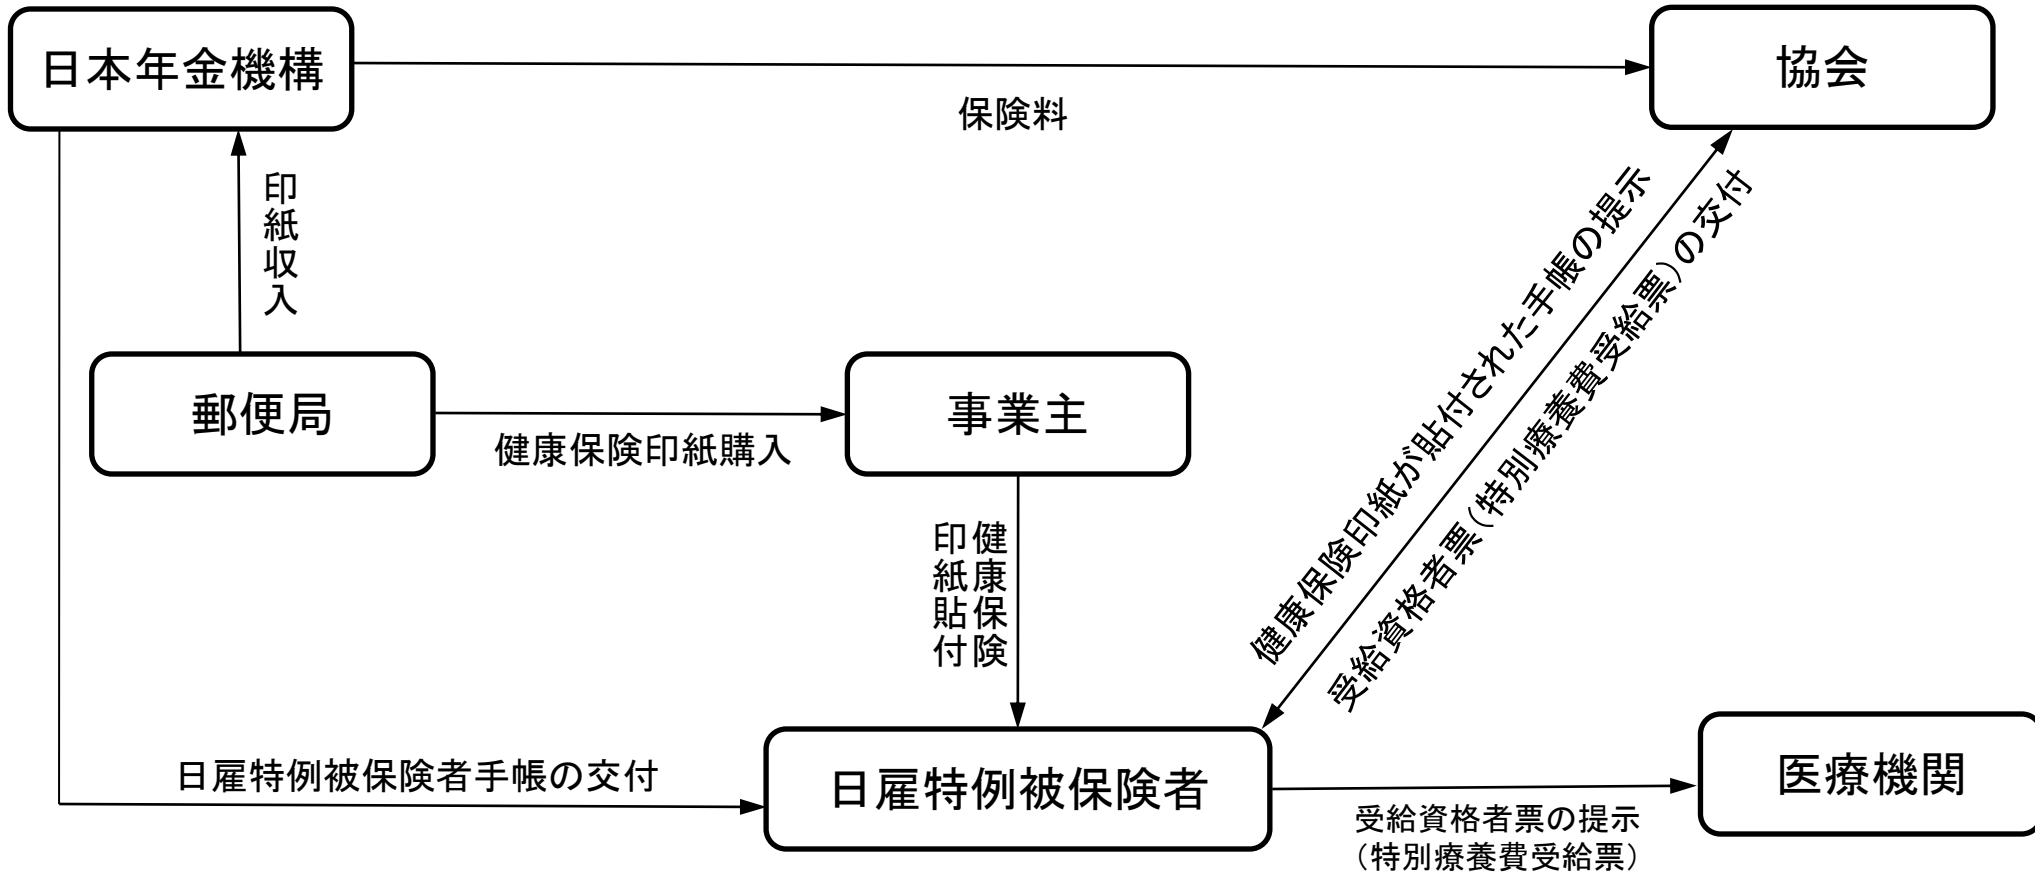 日本年金機構
協会
保険料
印紙収入
健康保険印紙が貼付された手帳の提示
受給資格者票(特別療養費受給票)の交付
郵便局
事業主
健康保険印紙購入
健康保険
印紙貼付
日雇特例被保険者手帳の交付
日雇特例被保険者
医療機関
受給資格者票の提示
(特別療養費受給票)